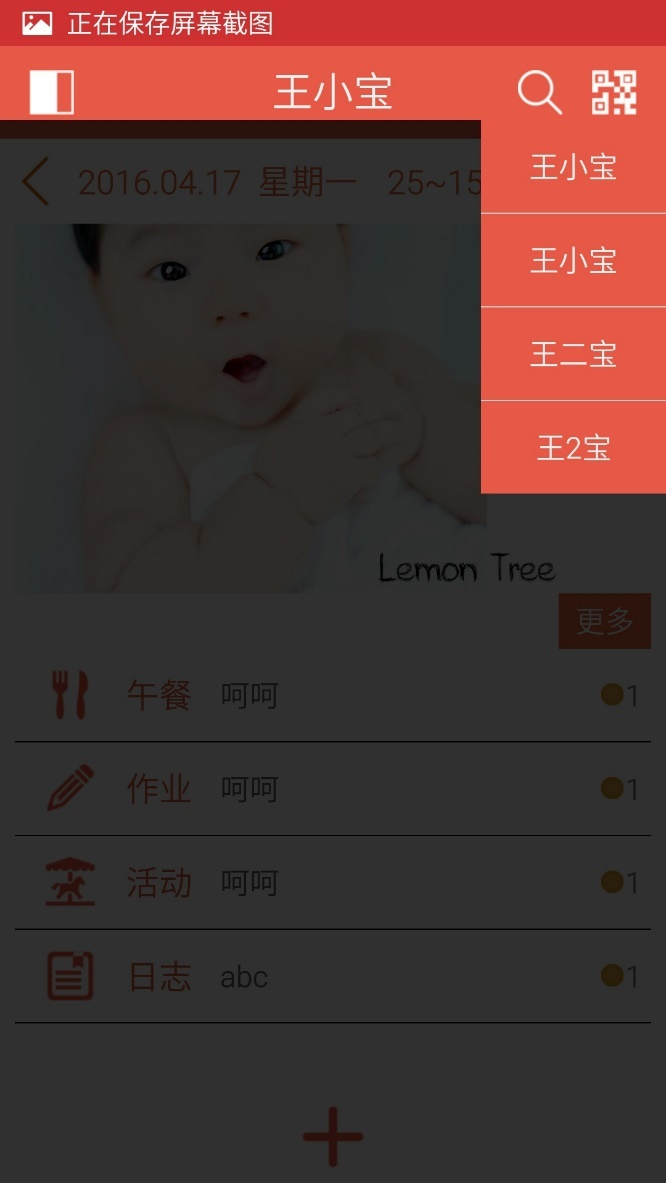 正在保存屏幕截图
王小宝
王小宝
2016.04.17 星期一 25~15
王小宝
王二宝
王2宝
Lemon Tree
更多
午餐 呵呵 1
作业 呵呵 1
活动 呵呵 1
日志 abc 1